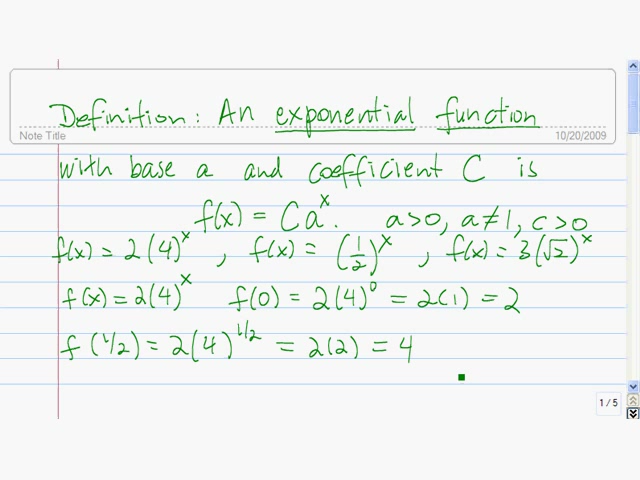 Definition: An exponential function
Note Title
10/20/2009
with base a and coefficient C is
f(x) = Ca^x. a>0, a≠1, c>0
f(x) = 2(4)^x , f(x) = (1/2)^x , f(x) = 3(√2)^x
f(x) = 2(4)^x f(0) = 2(4)^0 = 2(1) = 2
f(1/2) = 2(4)^1/2 = 2(2) = 4
1 / 5